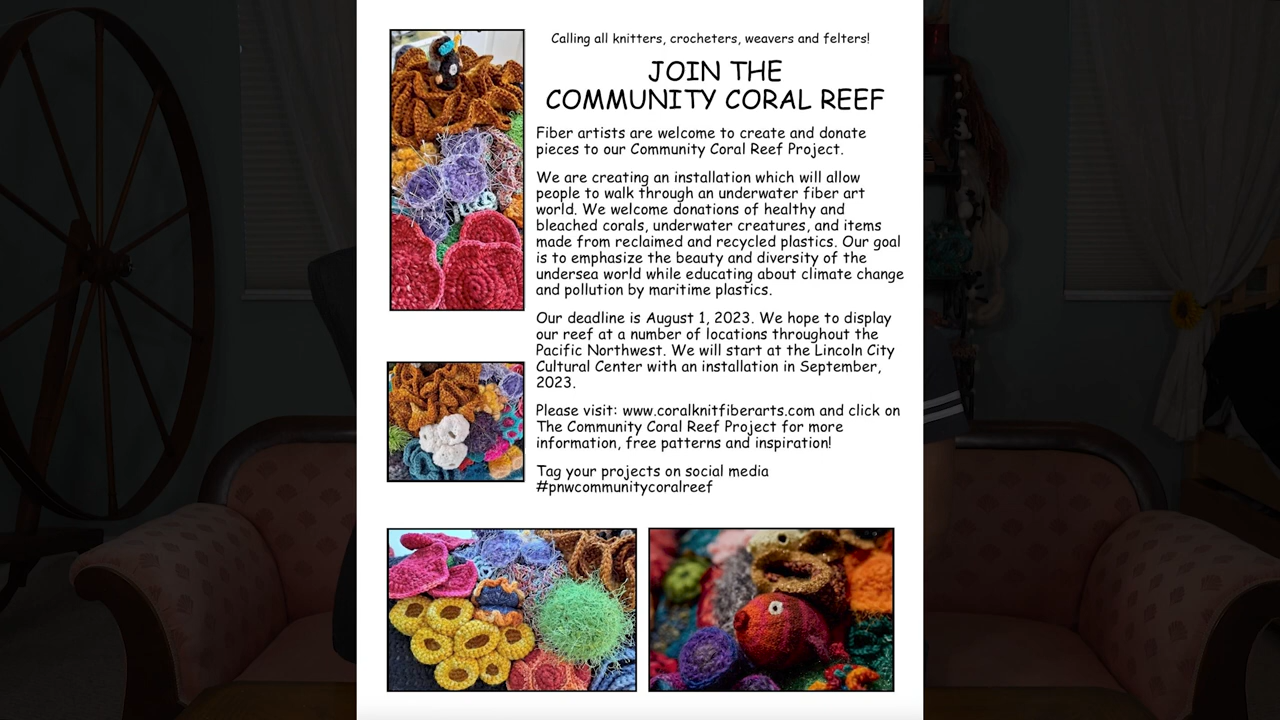 Calling all knitters, crocheters, weavers and felters!
JOIN THE
COMMUNITY CORAL REEF
Fiber artists are welcome to create and donate
pieces to our Community Coral Reef Project.
We are creating an installation which will allow
people to walk through an underwater fiber art
world. We welcome donations of healthy and
bleached corals, underwater creatures, and items
made from reclaimed and recycled plastics. Our goal
is to emphasize the beauty and diversity of the
undersea world while educating about climate change
and pollution by maritime plastics.
Our deadline is August 1, 2023. We hope to display
our reef at a number of locations throughout the
Pacific Northwest. We will start at the Lincoln City
Cultural Center with an installation in September,
2023.
Please visit: www.coralknitfiberarts.com and click on
The Community Coral Reef Project for more
information, free patterns and inspiration!
Tag your projects on social media
#pnwcommunitycoralreef